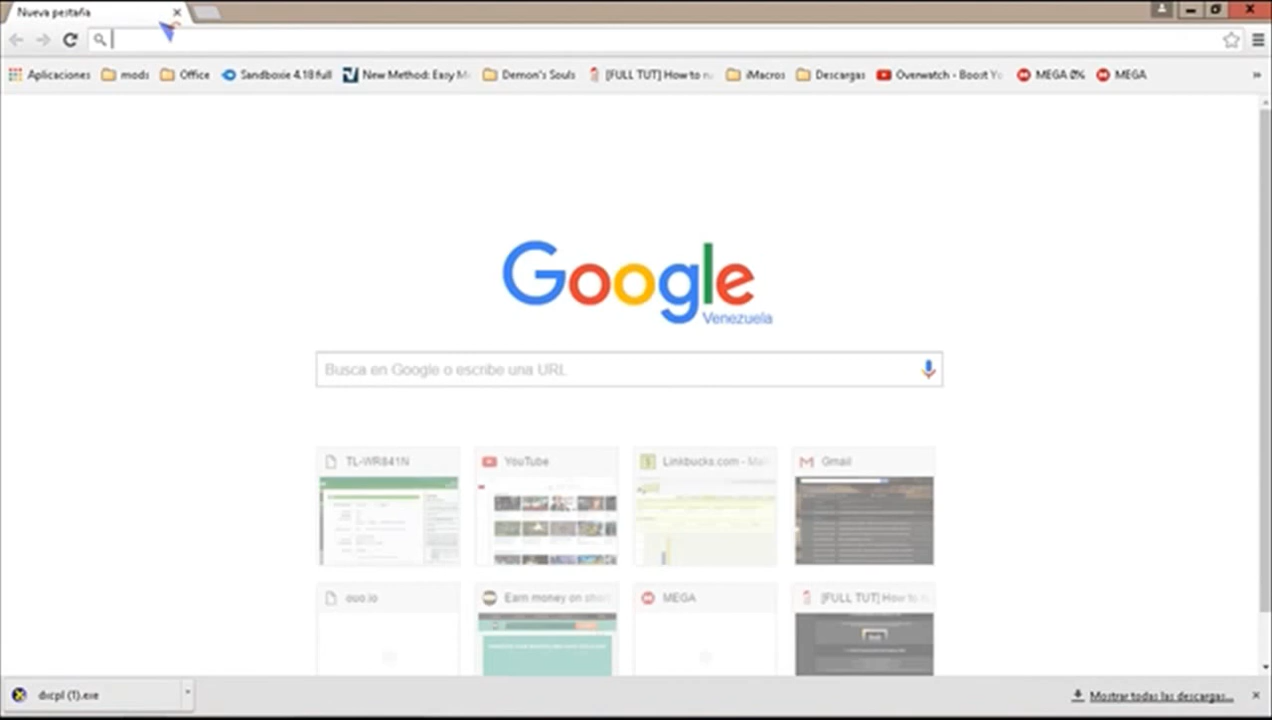 Nueva pestaña
Aplicaciones mods Office Sandboxie 4.18 full New Method: Easy M Demon's Souls [FULL TUT] How to iMacros Descargas Overwatch - Boost Yo MEGA 0% MEGA
Google
Venezuela
Busca en Google o escribe una URL
TL-WR841N YouTube Linkbucks.com - Gmail
ouo.io Earn money on short MEGA [FULL TUT] How to
dxcpl (1).exe Mostrar todas las descargas...